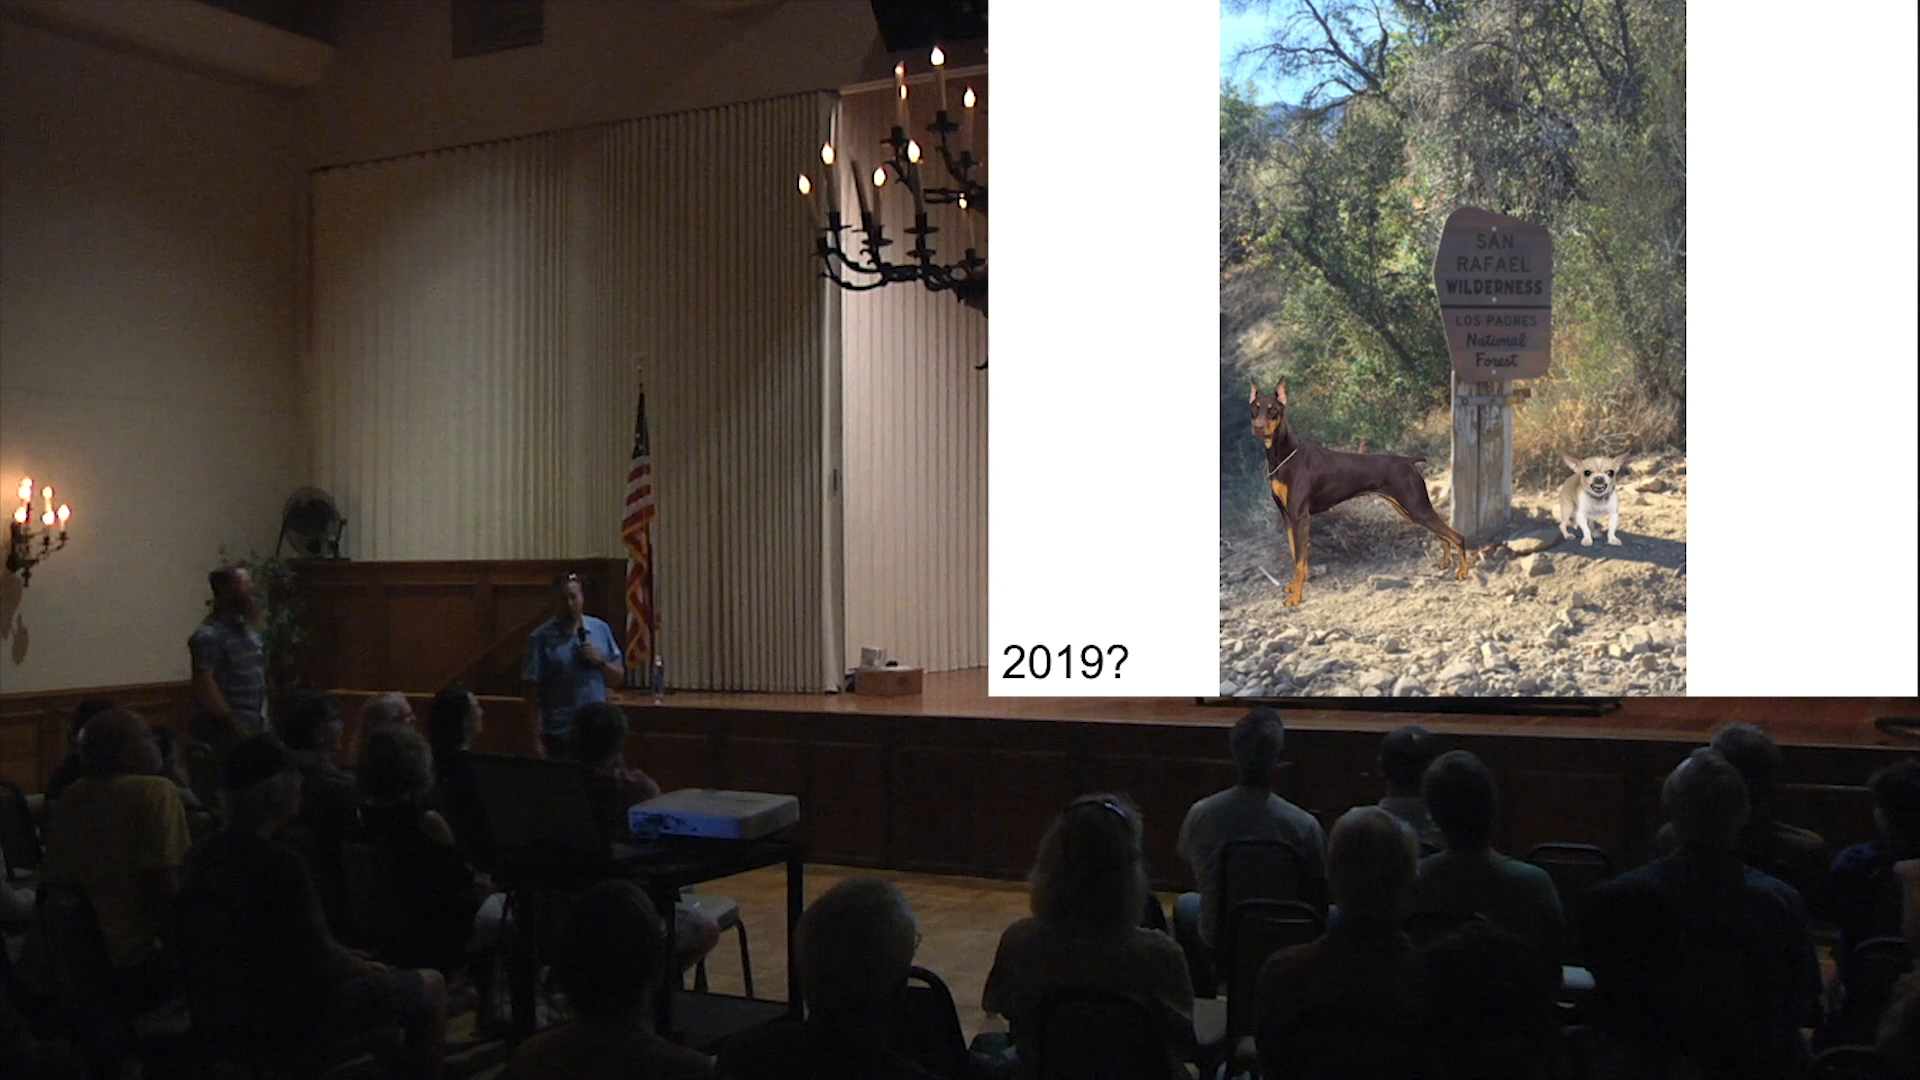 SAN
RAFAEL
WILDERNESS
LOS PADRES
National
Forest
2019?